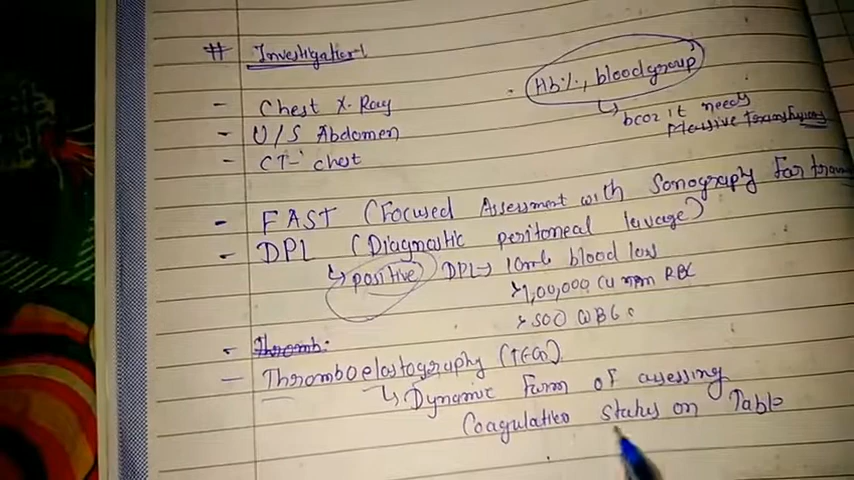 # Investigation
Hb%, bloodgroup
- Chest X-Ray
bcoz it needs
Massive Transfusion
- U/S Abdomen
- CT- chest
- FAST (Focused Assessment with Sonography For
- DPL (Diagnostic peritoneal lavage)
↳ positive DPL→ 10mL blood loss
>1,00,000 cu mm RBC
>500 WBC
- Thromb:
- Thromboelastography (TEG)
↳ Dynamic Form of assessing
Coagulation status on Table